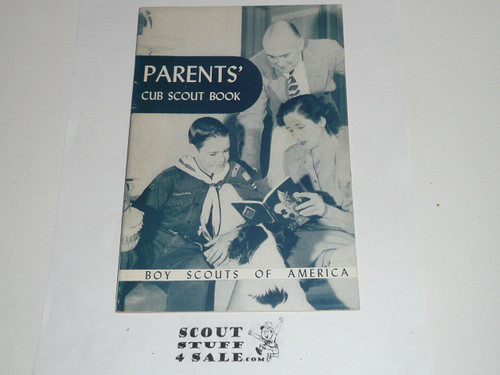 PARENTS'
CUB SCOUT BOOK
BOY SCOUTS OF AMERICA
SCOUT
STUFF
4 SALE.com